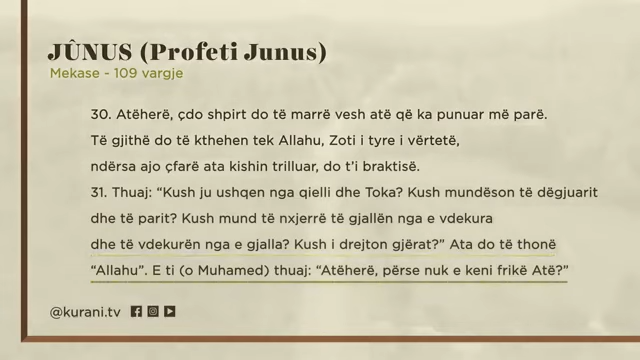 JÛNUS (Profeti Junus)
Mekase - 109 vargje
30. Atëherë, çdo shpirt do të marrë vesh atë që ka punuar më parë.
Të gjithë do të kthehen tek Allahu, Zoti i tyre i vërtetë,
ndërsa ajo çfarë ata kishin trilluar, do t’i braktisë.
31. Thuaj: “Kush ju ushqen nga qielli dhe Toka? Kush mundëson të dëgjuarit
dhe të parit? Kush mund të nxjerrë të gjallën nga e vdekura
dhe të vdekurën nga e gjalla? Kush i drejton gjërat?” Ata do të thonë
“Allahu”. E ti (o Muhamed) thuaj: “Atëherë, përse nuk e keni frikë Atë?”
@kurani.tv